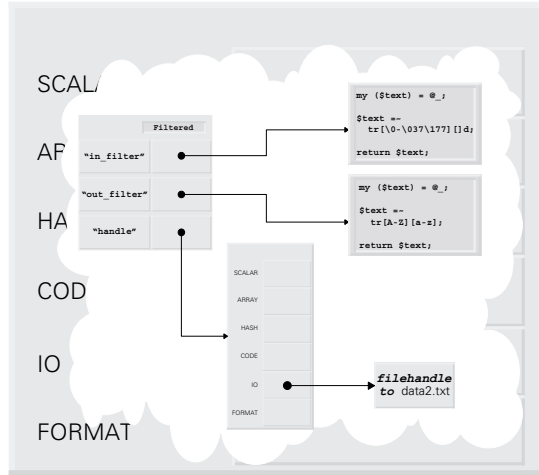 SCALA
my ($text) = @_;
$text =~
tr[\0-\037\177][]d;
return $text;
Filtered
AR
"in_filter"
"out_filter"
my ($text) = @_;
$text =~
tr[A-Z][a-z];
return $text;
HA
"handle"
SCALAR
ARRAY
HASH
CODE
IO
FORMAT
COD
IO
filehandle
to data2.txt
FORMAT